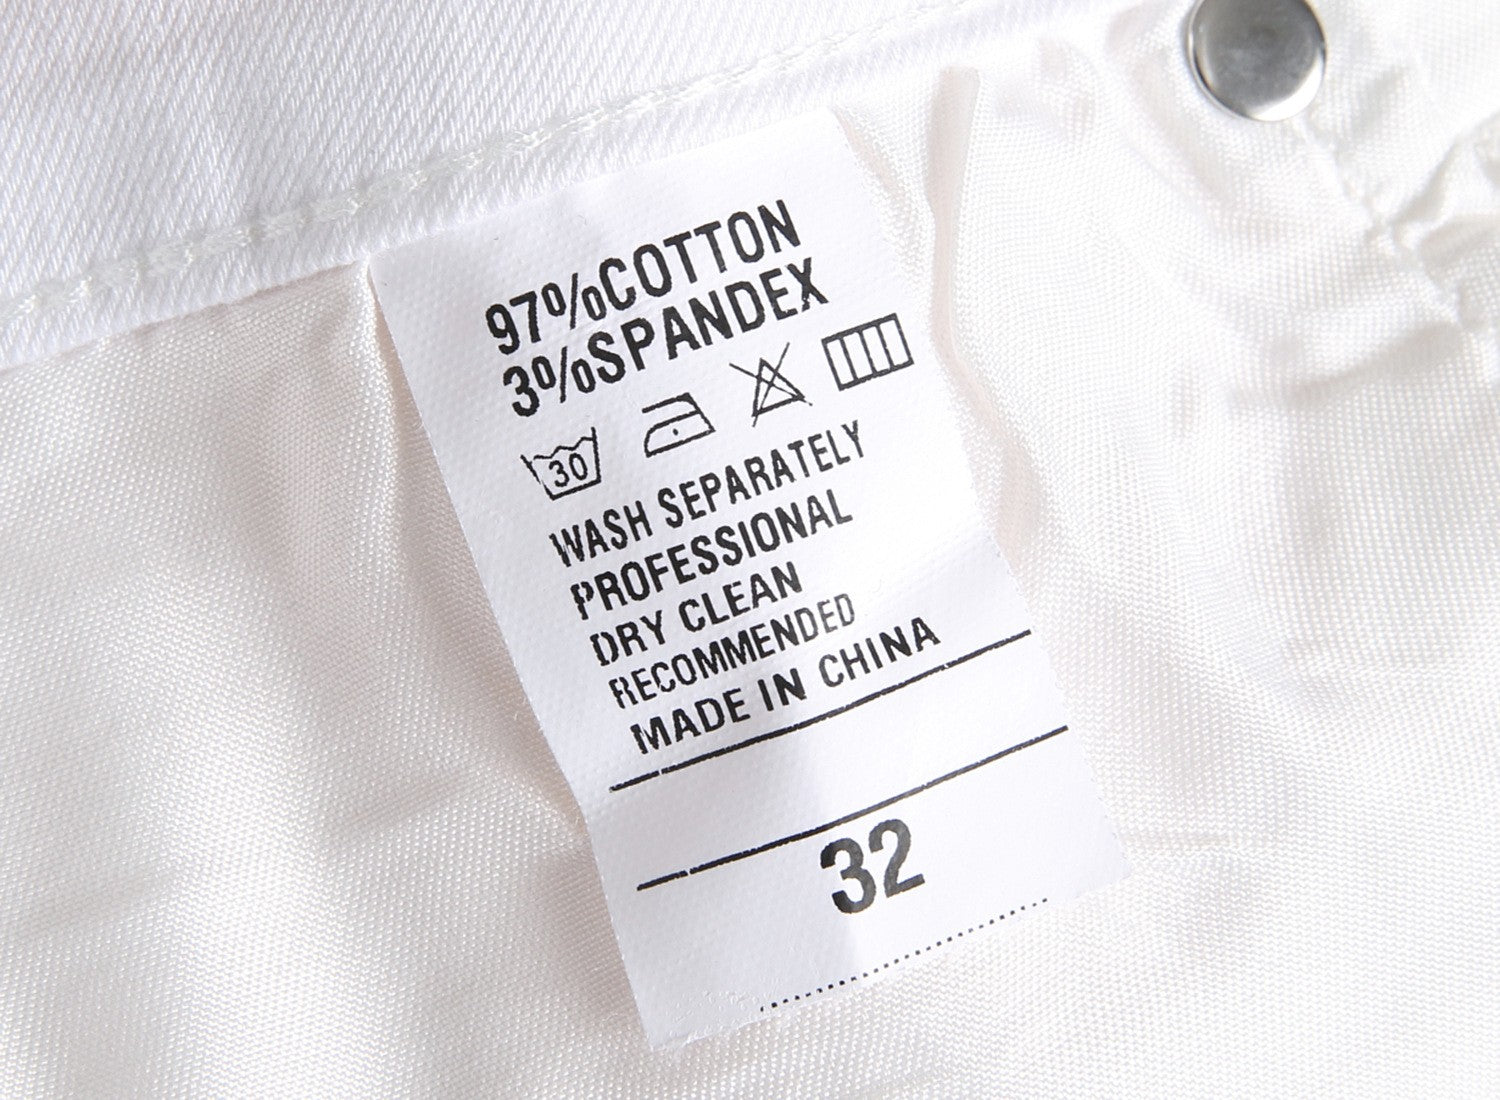 97%COTTON
3%SPANDEX
30
WASH SEPARATELY
PROFESSIONAL
DRY CLEAN
RECOMMENDED
MADE IN CHINA
32